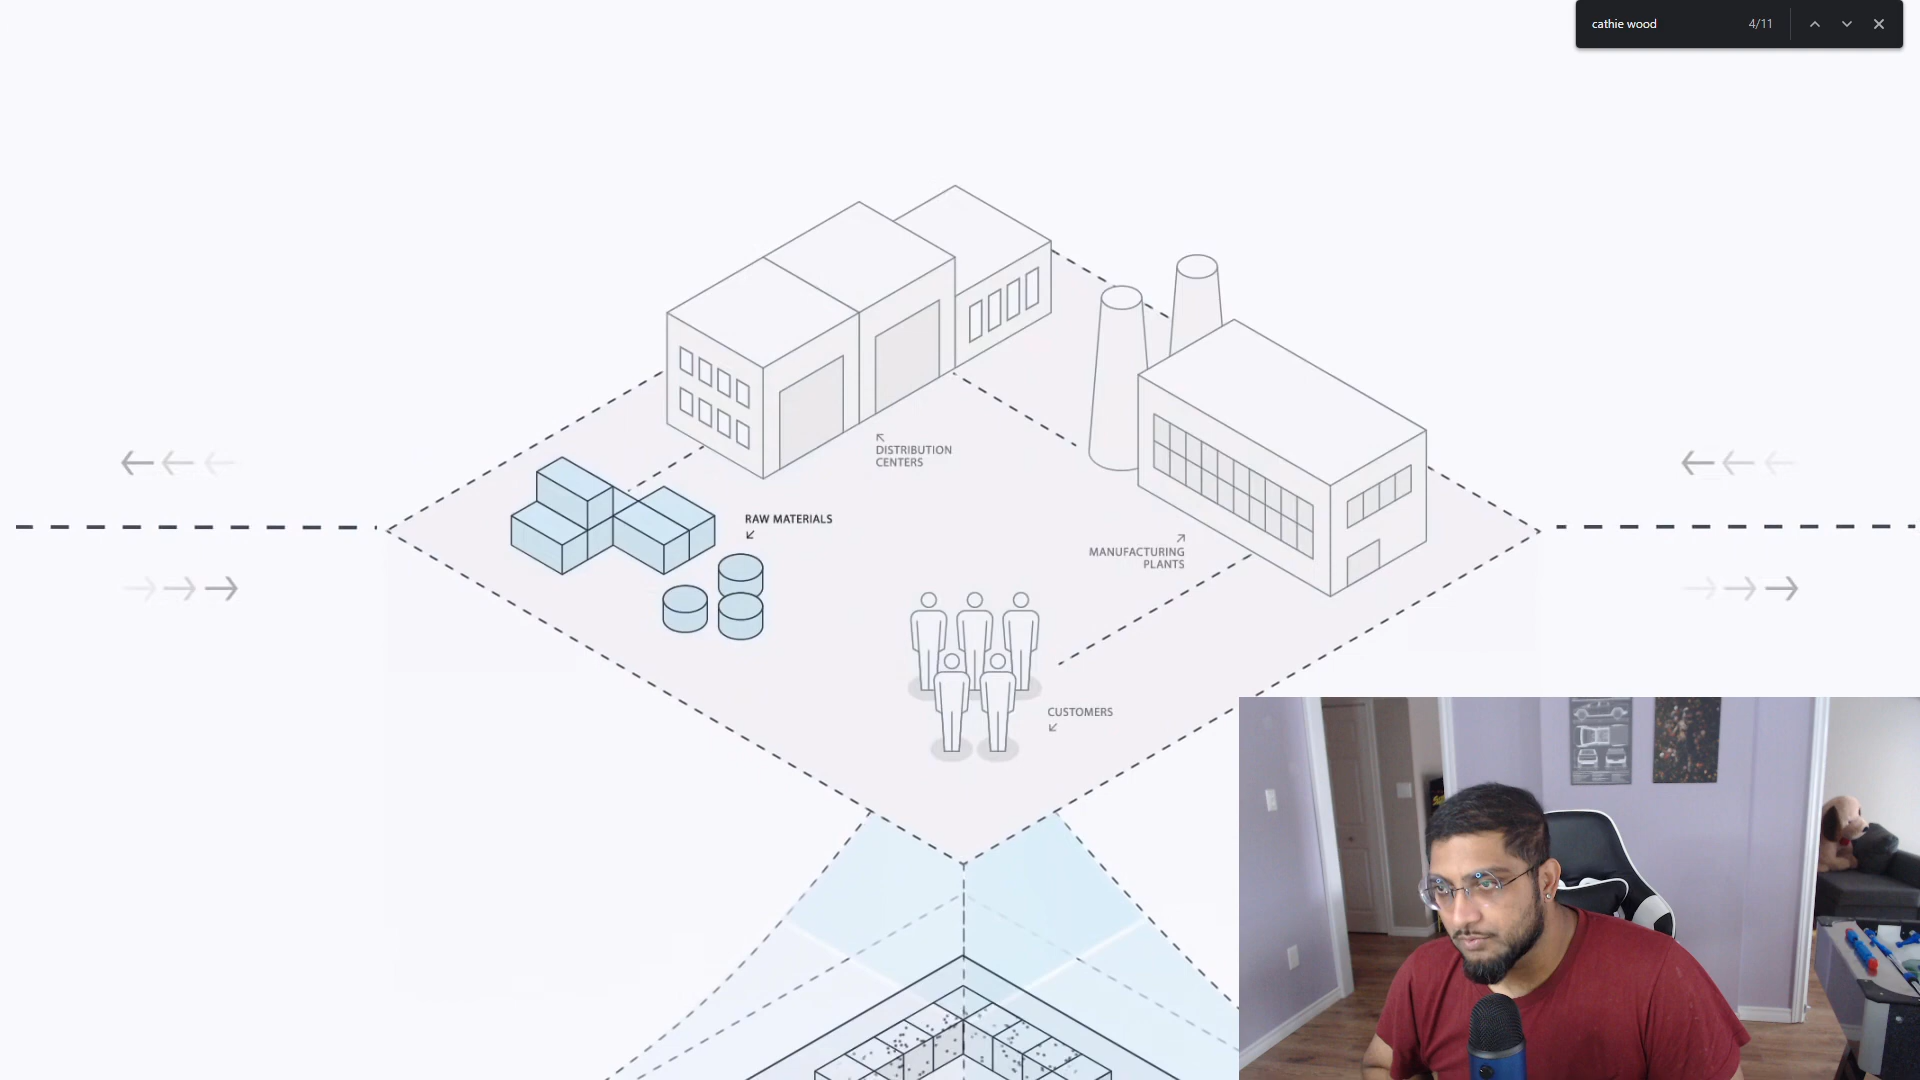 cathie wood 4/11
DISTRIBUTION
CENTERS
RAW MATERIALS
MANUFACTURING
PLANTS
CUSTOMERS